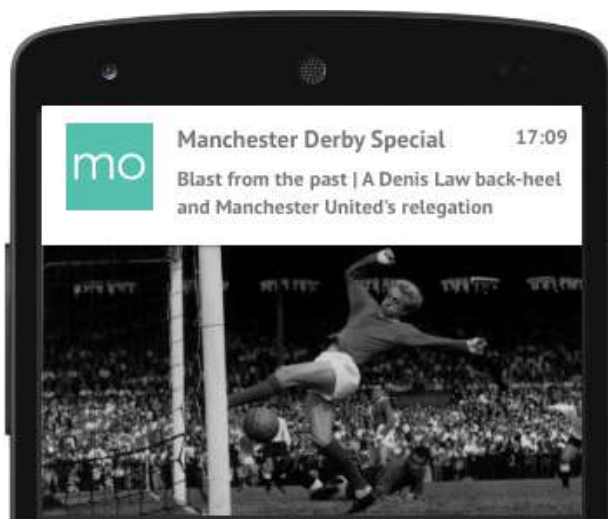 mo
Manchester Derby Special
17:09
Blast from the past | A Denis Law back-heel
and Manchester United's relegation